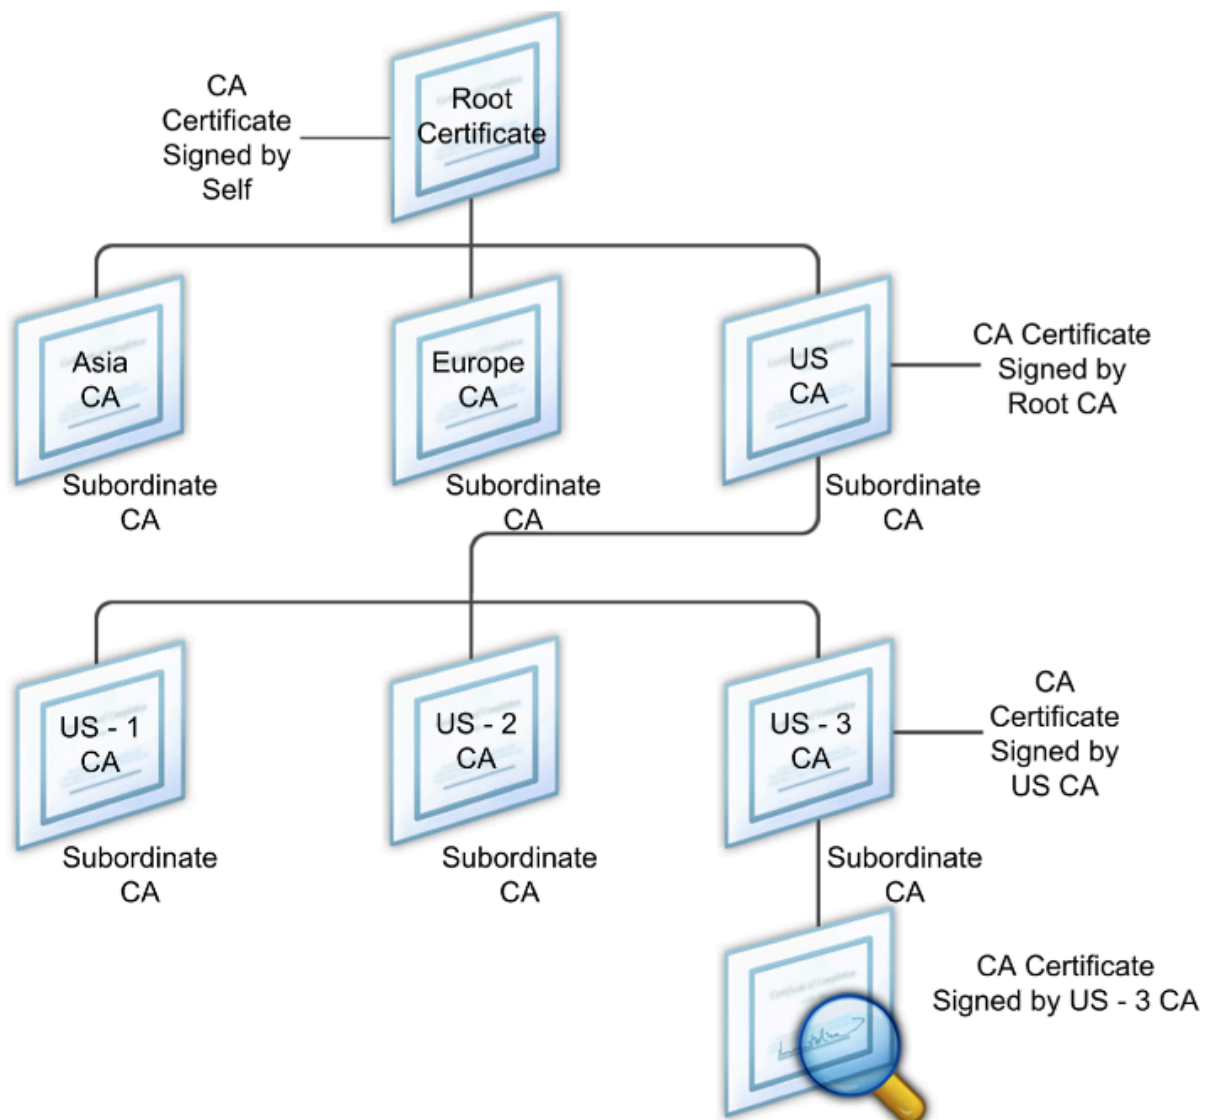 CA
Certificate
Signed by
Self
Root
Certificate
Asia
CA
Subordinate
CA
Europe
CA
Subordinate
CA
US
CA
Subordinate
CA
CA Certificate
Signed by
Root CA
US - 1
CA
Subordinate
CA
US - 2
CA
Subordinate
CA
US - 3
CA
Subordinate
CA
CA
Certificate
Signed by
US CA
CA Certificate
Signed by US - 3 CA